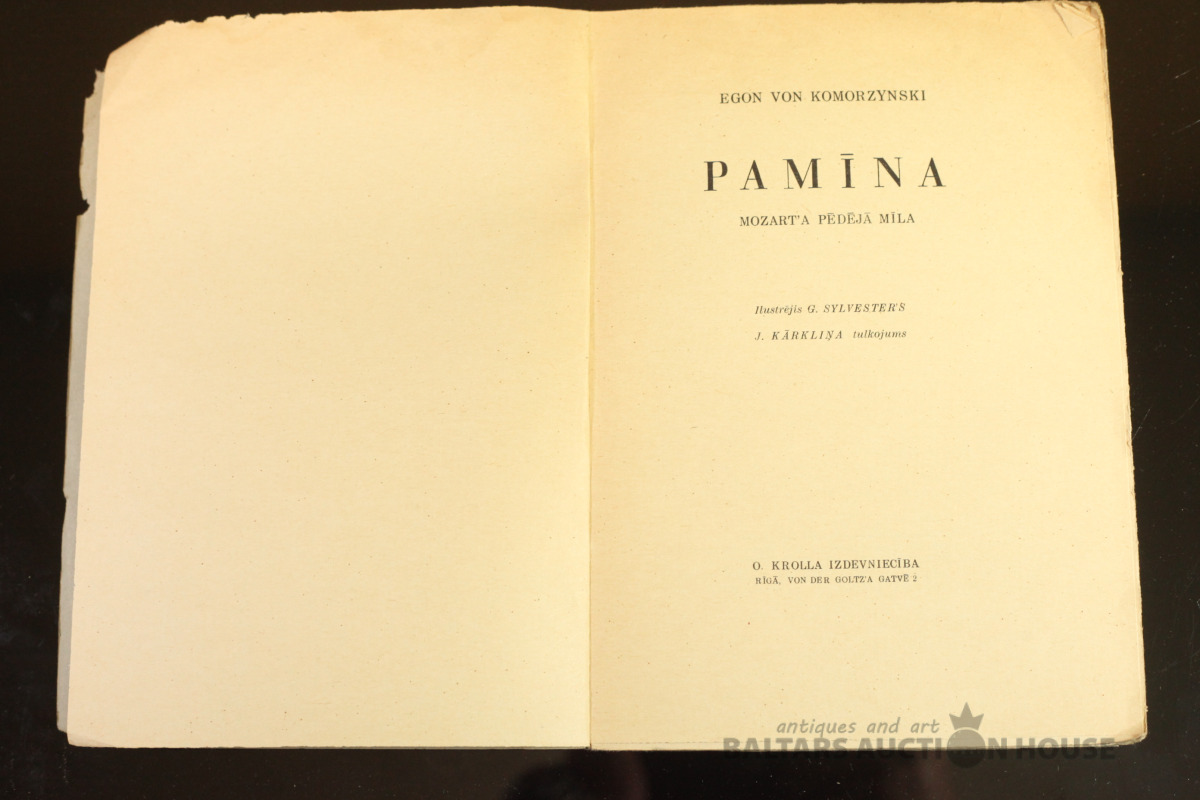 EGON VON KOMORZYNSKI
PAMĪNA
MOZART'A PĒDĒJĀ MĪLA
Ilustrējis G. SYLVESTER'S
J. KĀRKLIŅA tulkojums
O. KROLLA IZDEVNIECĪBA
RĪGĀ, VON DER GOLTZ'A GATVĒ 2
antiques and art
BALTARS AUCTION HOUSE